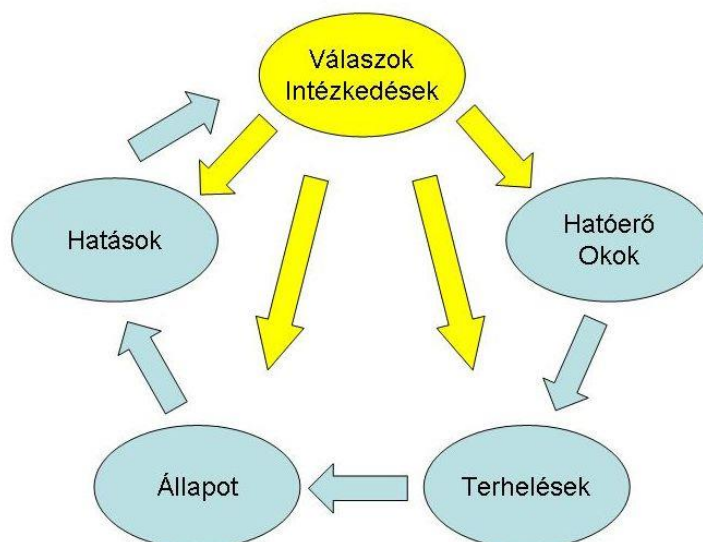 Válaszok
Intézkedések
Hatások
Hatóerő
Okok
Állapot
Terhelések